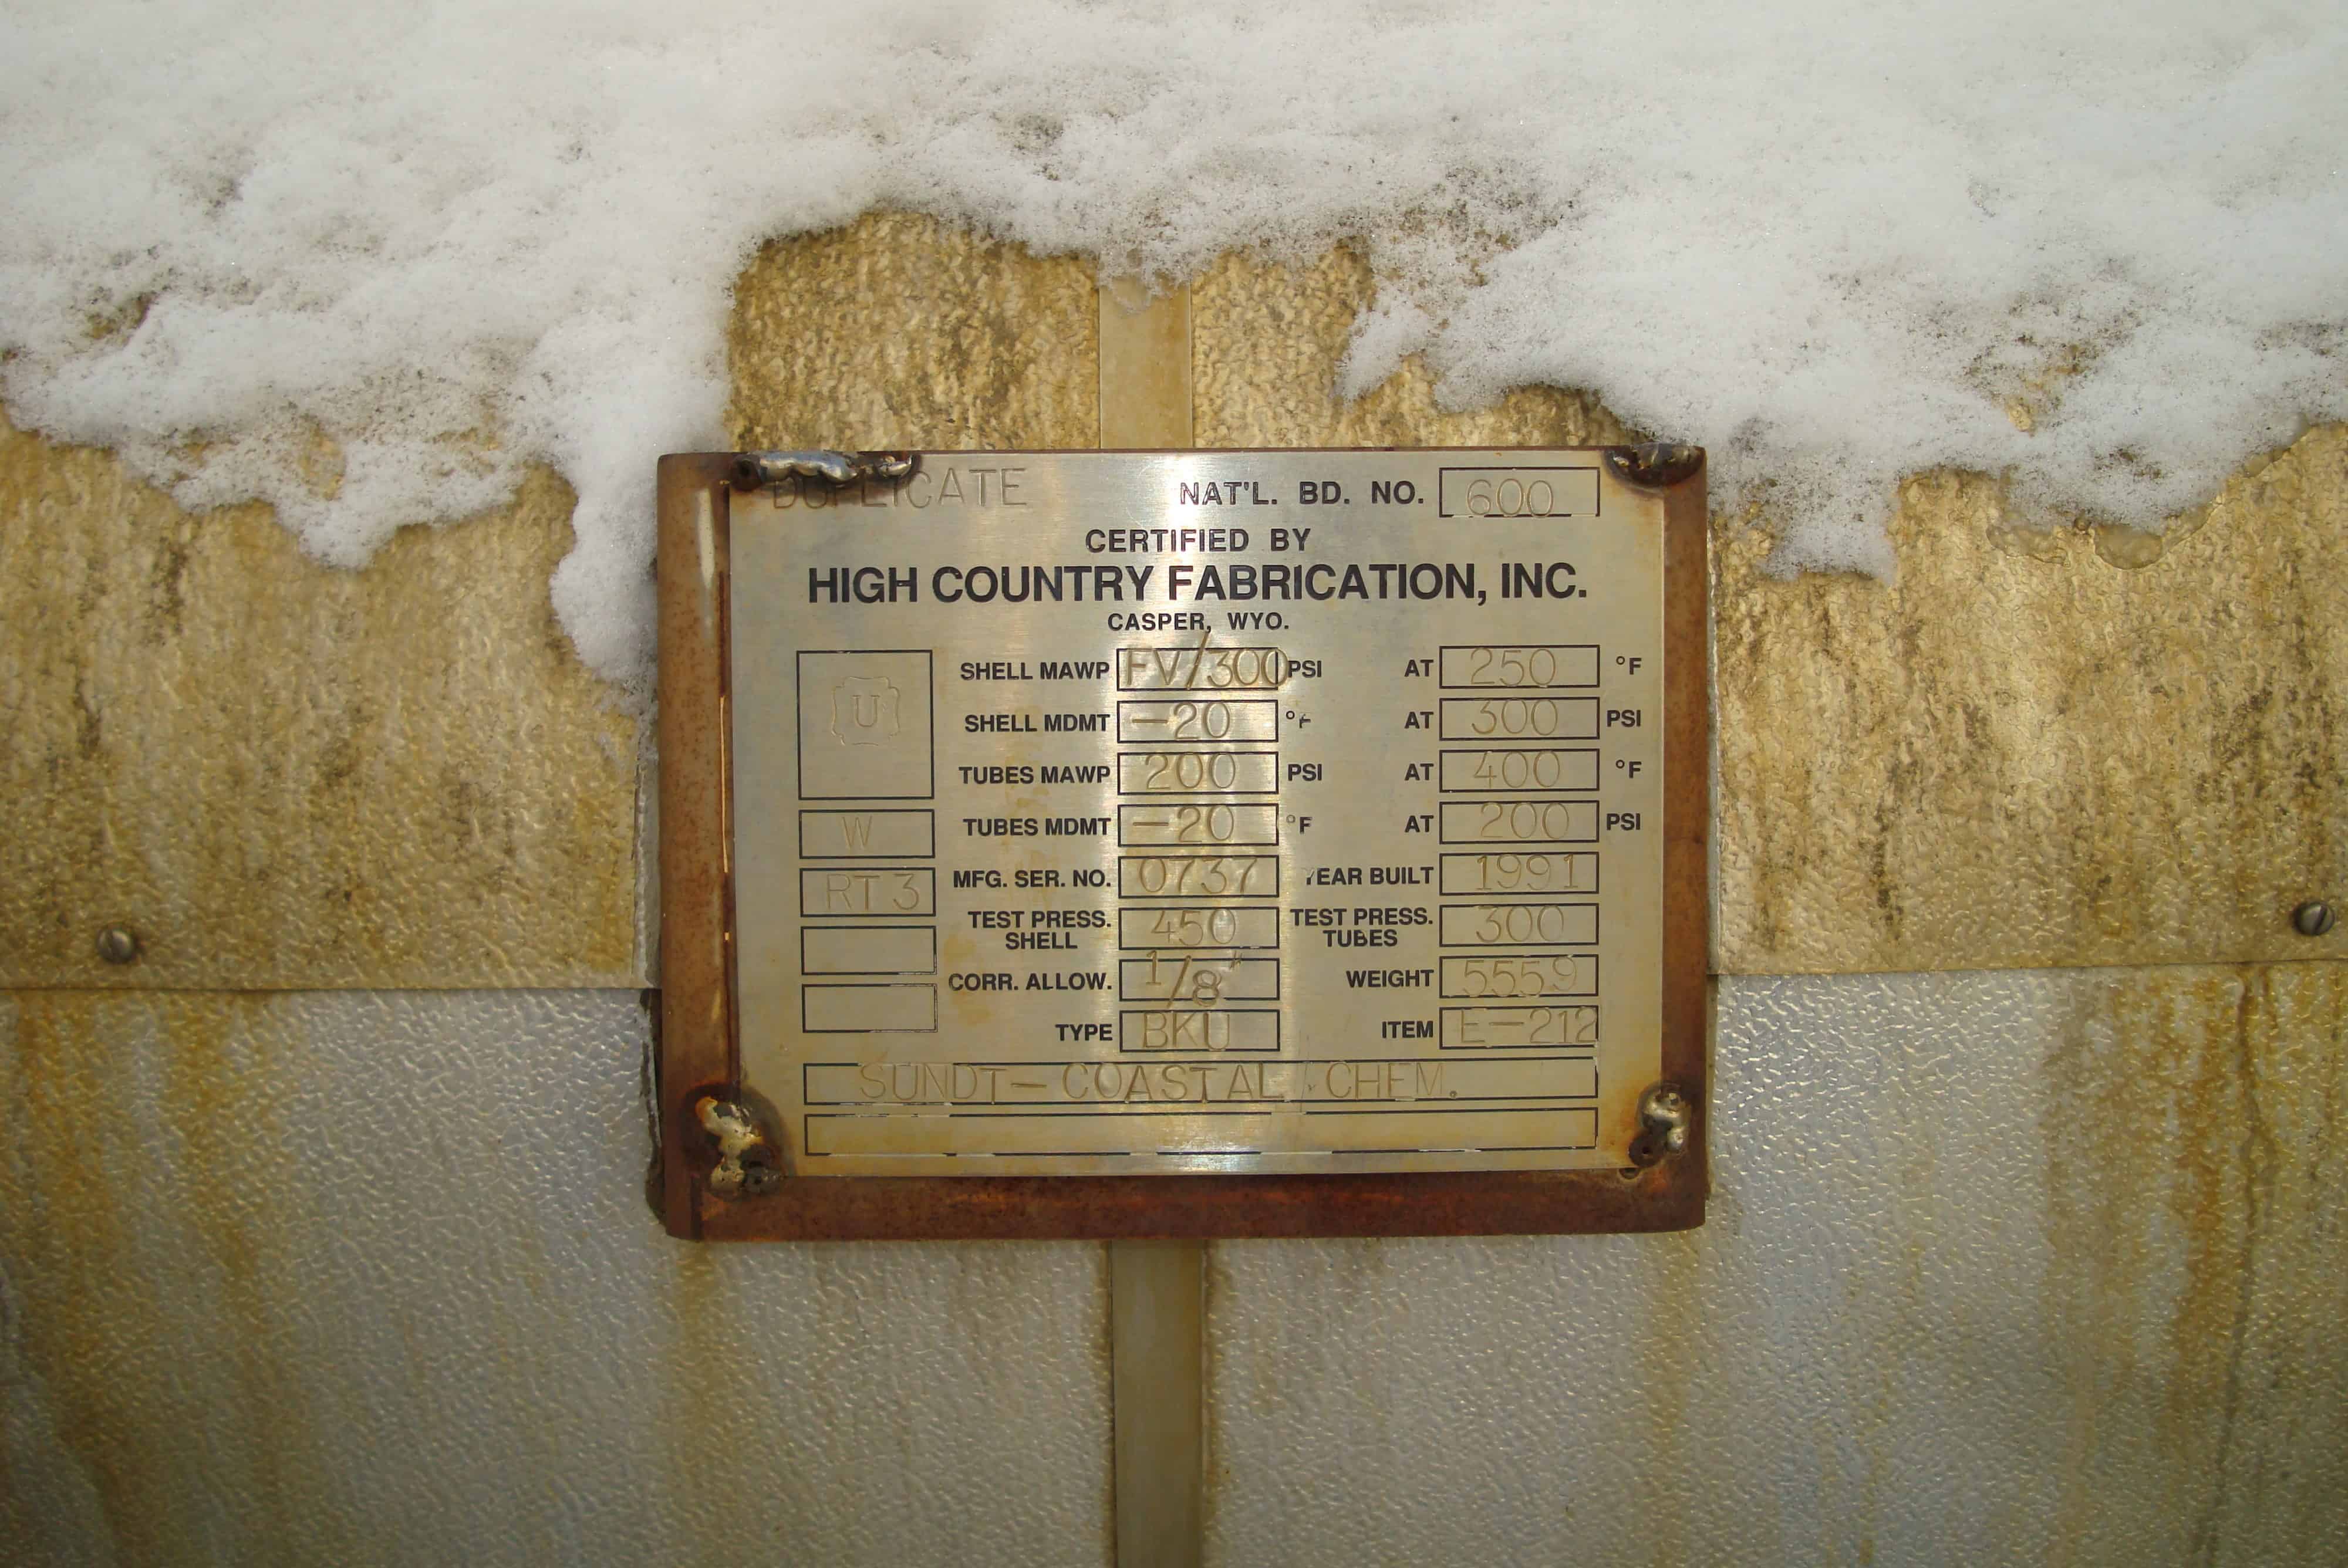 DUPLICATE NAT'L. BD. NO. 600
CERTIFIED BY
HIGH COUNTRY FABRICATION, INC.
CASPER, WYO.
U
W
RT 3
SHELL MAWP FV/300 PSI AT 250 °F
SHELL MDMT -20 °F AT 300 PSI
TUBES MAWP 200 PSI AT 400 °F
TUBES MDMT -20 °F AT 200 PSI
MFG. SER. NO. 0737 YEAR BUILT 1991
TEST PRESS. SHELL 450 TEST PRESS. TUBES 300
CORR. ALLOW. 1/8" WEIGHT 5559
TYPE BKU ITEM E-212
SUNDT-COASTAL CHEM.